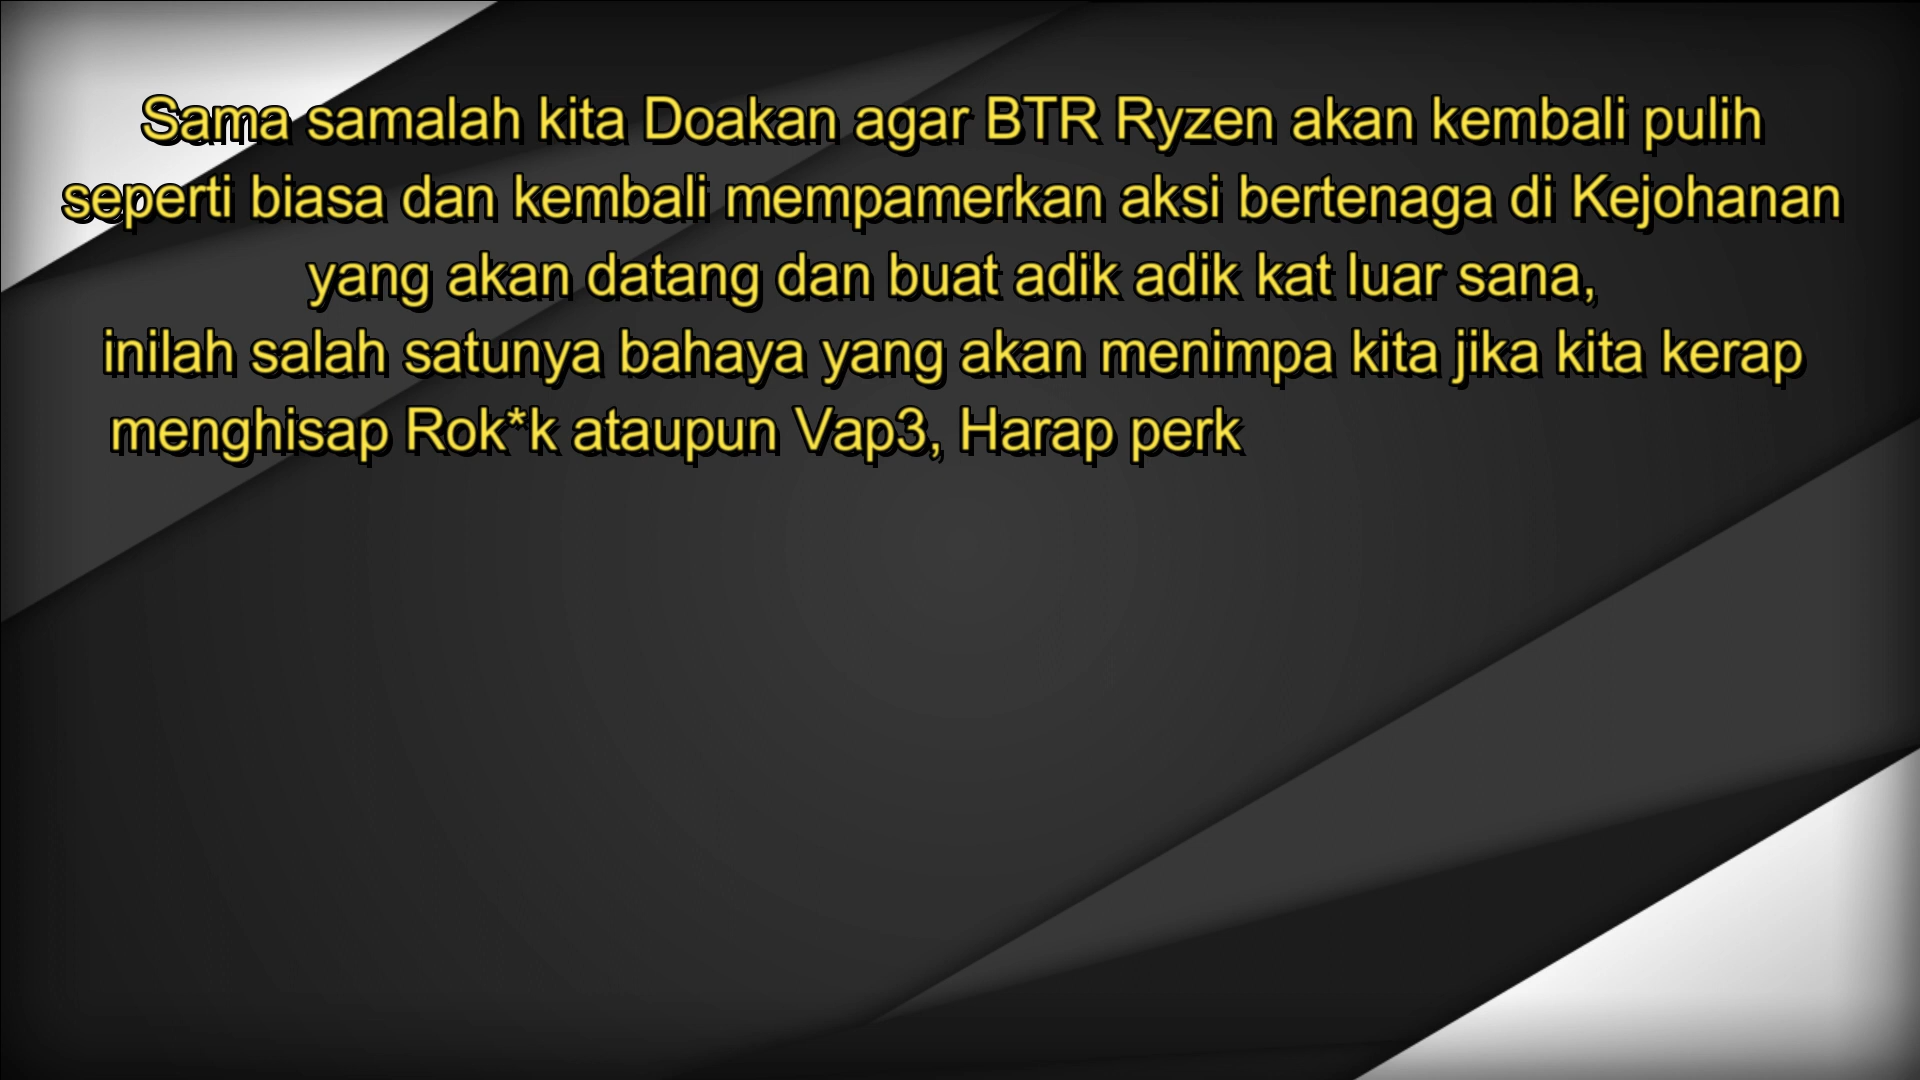 Sama samalah kita Doakan agar BTR Ryzen akan kembali pulih
seperti biasa dan kembali mempamerkan aksi bertenaga di Kejohanan
yang akan datang dan buat adik adik kat luar sana,
inilah salah satunya bahaya yang akan menimpa kita jika kita kerap
menghisap Rok*k ataupun Vap3, Harap perk